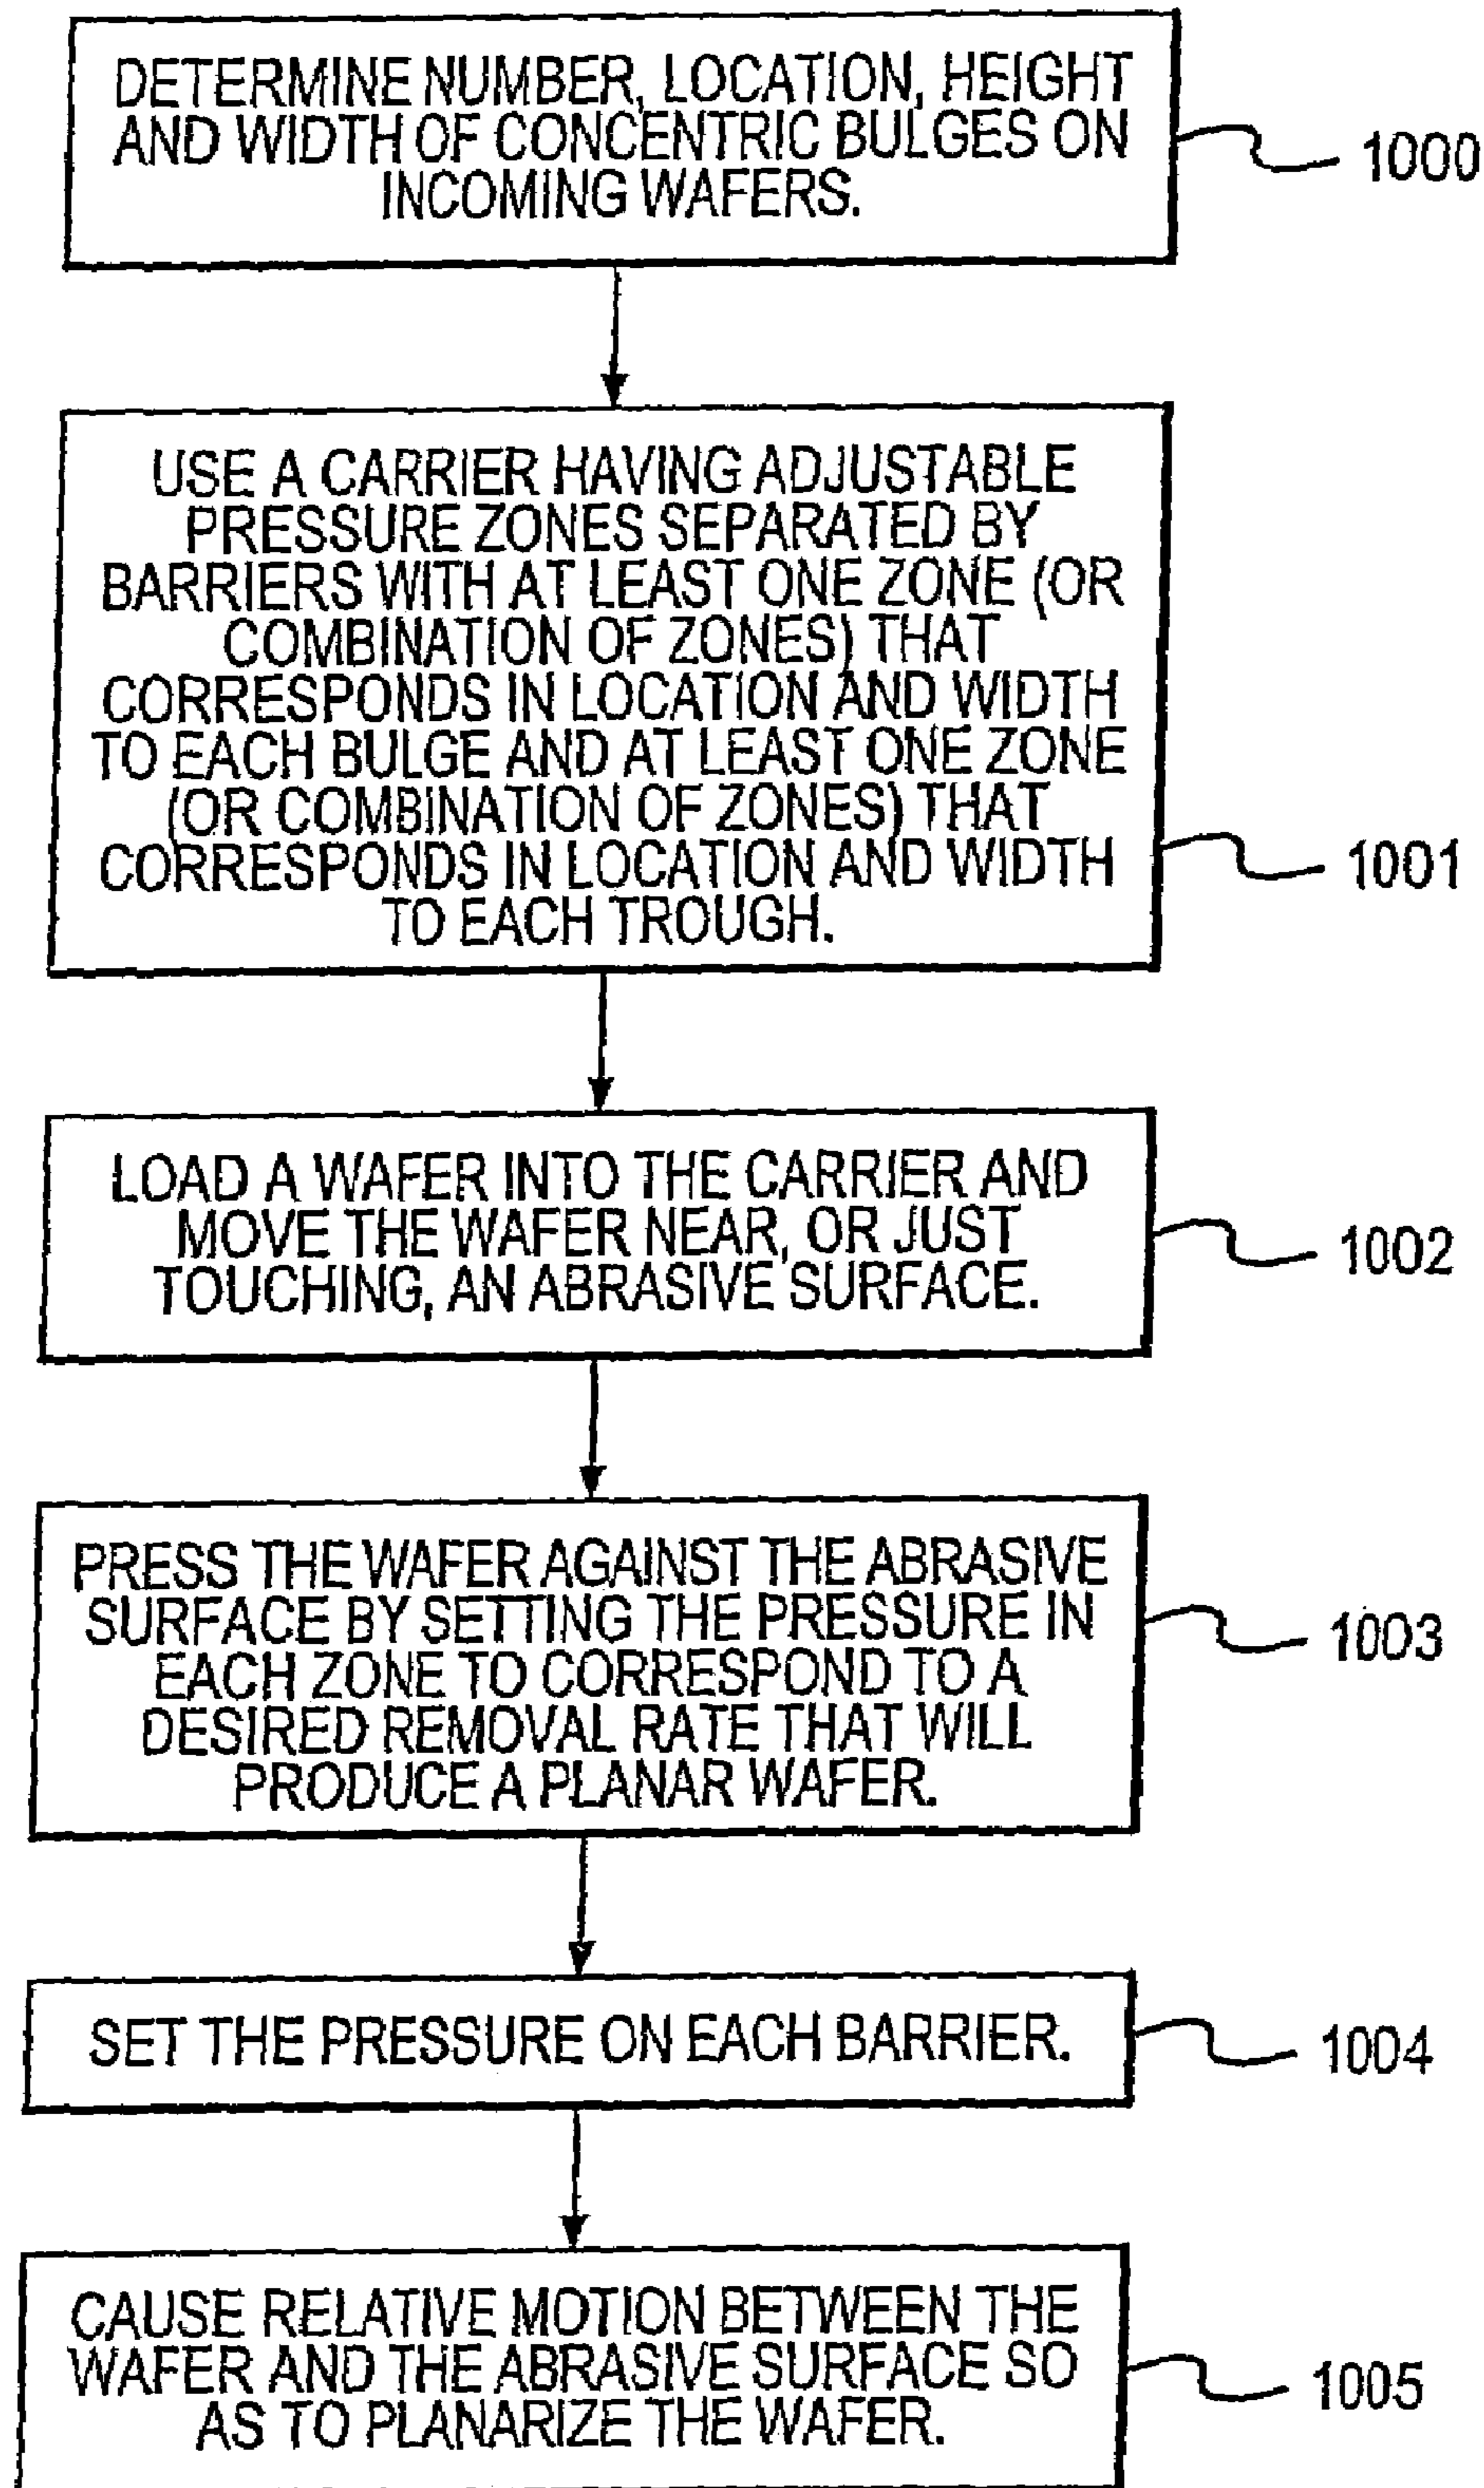 DETERMINE NUMBER, LOCATION, HEIGHT
AND WIDTH OF CONCENTRIC BULGES ON
INCOMING WAFERS.
1000
USE A CARRIER HAVING ADJUSTABLE
PRESSURE ZONES SEPARATED BY
BARRIERS WITH AT LEAST ONE ZONE (OR
COMBINATION OF ZONES) THAT
CORRESPONDS IN LOCATION AND WIDTH
TO EACH BULGE AND AT LEAST ONE ZONE
(OR COMBINATION OF ZONES) THAT
CORRESPONDS IN LOCATION AND WIDTH
TO EACH TROUGH.
1001
LOAD A WAFER INTO THE CARRIER AND
MOVE THE WAFER NEAR, OR JUST
TOUCHING, AN ABRASIVE SURFACE.
1002
PRESS THE WAFER AGAINST THE ABRASIVE
SURFACE BY SETTING THE PRESSURE IN
EACH ZONE TO CORRESPOND TO A
DESIRED REMOVAL RATE THAT WILL
PRODUCE A PLANAR WAFER.
1003
SET THE PRESSURE ON EACH BARRIER.
1004
CAUSE RELATIVE MOTION BETWEEN THE
WAFER AND THE ABRASIVE SURFACE SO
AS TO PLANARIZE THE WAFER.
1005